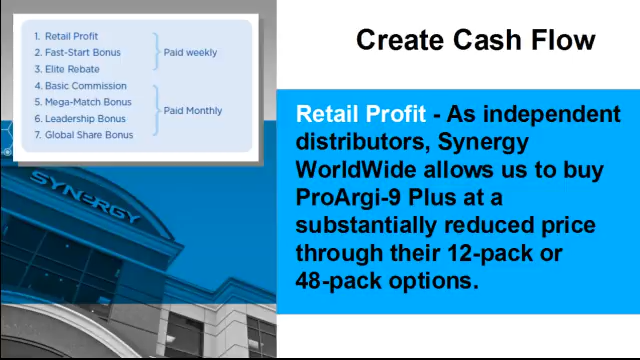 1. Retail Profit
2. Fast-Start Bonus
3. Elite Rebate
Paid weekly
4. Basic Commission
5. Mega-Match Bonus
6. Leadership Bonus
7. Global Share Bonus
Paid Monthly
SYNERGY
Create Cash Flow
Retail Profit - As independent
distributors, Synergy
WorldWide allows us to buy
ProArgi-9 Plus at a
substantially reduced price
through their 12-pack or
48-pack options.